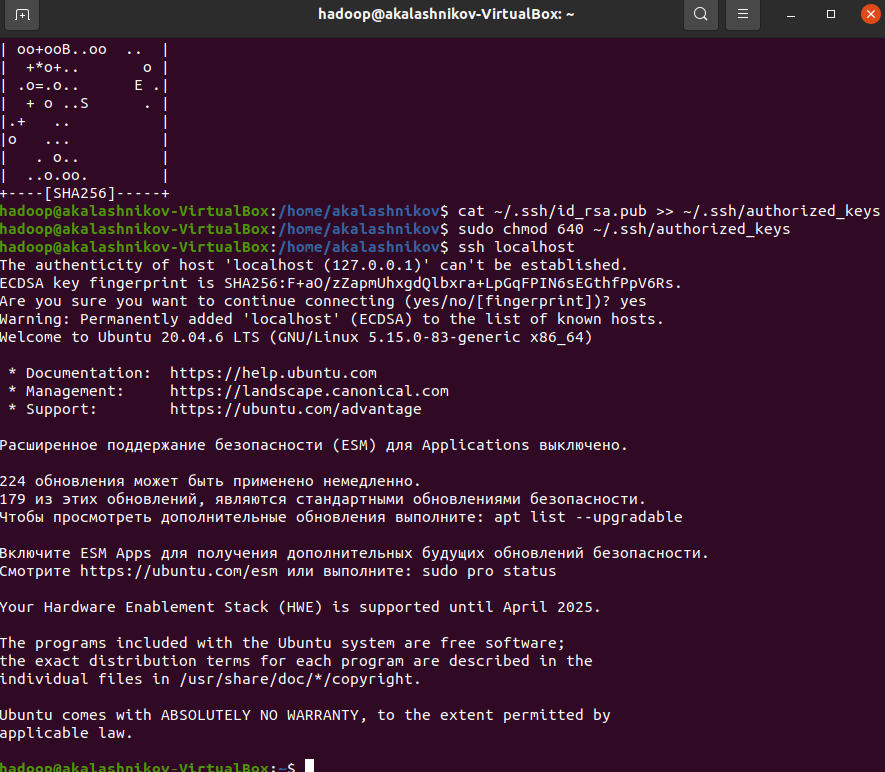 hadoop@akalashnikov-VirtualBox: ~
| oo+ooB..oo  ..  |
|  +*o+..       o |
| .o=.o..      E .|
|  + o ..S      . |
|.+   ..          |
|o   ...          |
|   . o..         |
|  ..o.oo.        |
+----[SHA256]-----+
hadoop@akalashnikov-VirtualBox:/home/akalashnikov$ cat ~/.ssh/id_rsa.pub >> ~/.ssh/authorized_keys
hadoop@akalashnikov-VirtualBox:/home/akalashnikov$ sudo chmod 640 ~/.ssh/authorized_keys
hadoop@akalashnikov-VirtualBox:/home/akalashnikov$ ssh localhost
The authenticity of host 'localhost (127.0.0.1)' can't be established.
ECDSA key fingerprint is SHA256:F+aO/zZapmUhxgdQlbxra+LpGqFPIN6sEGthfPpV6Rs.
Are you sure you want to continue connecting (yes/no/[fingerprint])? yes
Warning: Permanently added 'localhost' (ECDSA) to the list of known hosts.
Welcome to Ubuntu 20.04.6 LTS (GNU/Linux 5.15.0-83-generic x86_64)
 * Documentation:  https://help.ubuntu.com
 * Management:     https://landscape.canonical.com
 * Support:        https://ubuntu.com/advantage
Расширенное поддержание безопасности (ESM) для Applications выключено.
224 обновления может быть применено немедленно.
179 из этих обновлений, являются стандартными обновлениями безопасности.
Чтобы просмотреть дополнительные обновления выполните: apt list --upgradable
Включите ESM Apps для получения дополнительных будущих обновлений безопасности.
Смотрите https://ubuntu.com/esm или выполните: sudo pro status
Your Hardware Enablement Stack (HWE) is supported until April 2025.
The programs included with the Ubuntu system are free software;
the exact distribution terms for each program are described in the
individual files in /usr/share/doc/*/copyright.
Ubuntu comes with ABSOLUTELY NO WARRANTY, to the extent permitted by
applicable law.
hadoop@akalashnikov-VirtualBox:~$